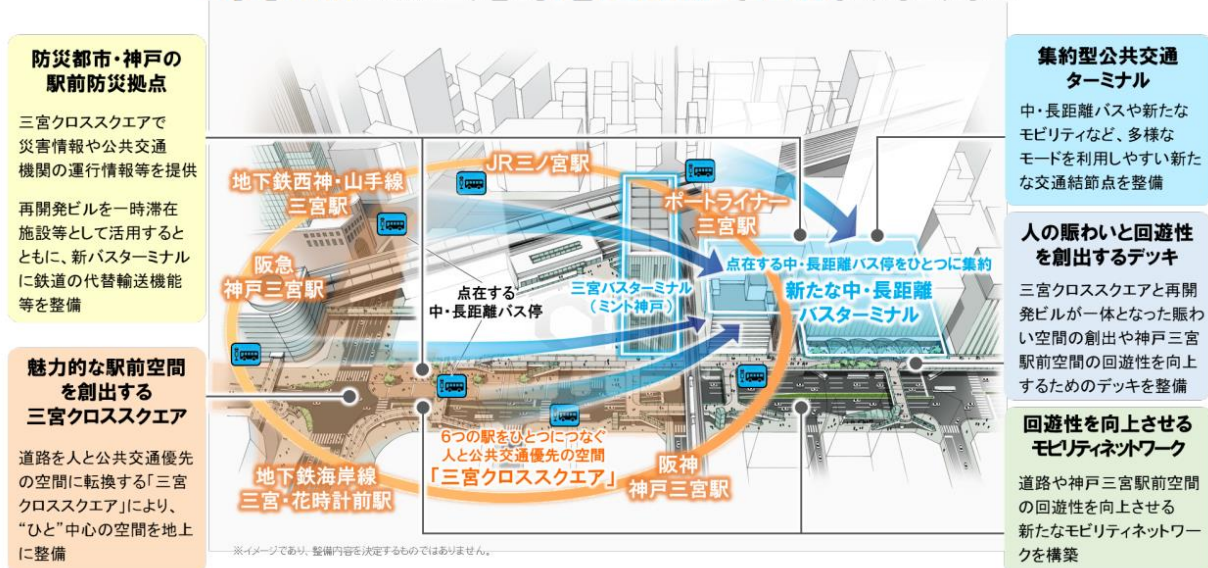 防災都市・神戸の
駅前防災拠点
三宮クロススクエアで
災害情報や公共交通
機関の運行情報等を提供
再開発ビルを一時滞在
施設等として活用すると
ともに、新バスターミナル
に鉄道の代替輸送機能
等を整備
魅力的な駅前空間
を創出する
三宮クロススクエア
道路を人と公共交通優先
の空間に転換する「三宮
クロススクエア」により、
“ひと”中心の空間を地上
に整備
JR三ノ宮駅
地下鉄西神・山手線
三宮駅
ポートライナー
三宮駅
阪急
神戸三宮駅
点在する
中・長距離バス停
三宮バスターミナル
（ミント神戸）
点在する中・長距離バス停をひとつに集約
新たな中・長距離
バスターミナル
6つの駅をひとつにつなぐ
人と公共交通優先の空間
「三宮クロススクエア」
地下鉄海岸線
三宮・花時計前駅
阪神
神戸三宮駅
※イメージであり、整備内容を決定するものではありません。
集約型公共交通
ターミナル
中・長距離バスや新たな
モビリティなど、多様な
モードを利用しやすい新た
な交通結節点を整備
人の賑わいと回遊性
を創出するデッキ
三宮クロススクエアと再開
発ビルが一体となった賑わ
い空間の創出や神戸三宮
駅前空間の回遊性を向上
するためのデッキを整備
回遊性を向上させる
モビリティネットワーク
道路や神戸三宮駅前空間
の回遊性を向上させる
新たなモビリティネットワー
クを構築